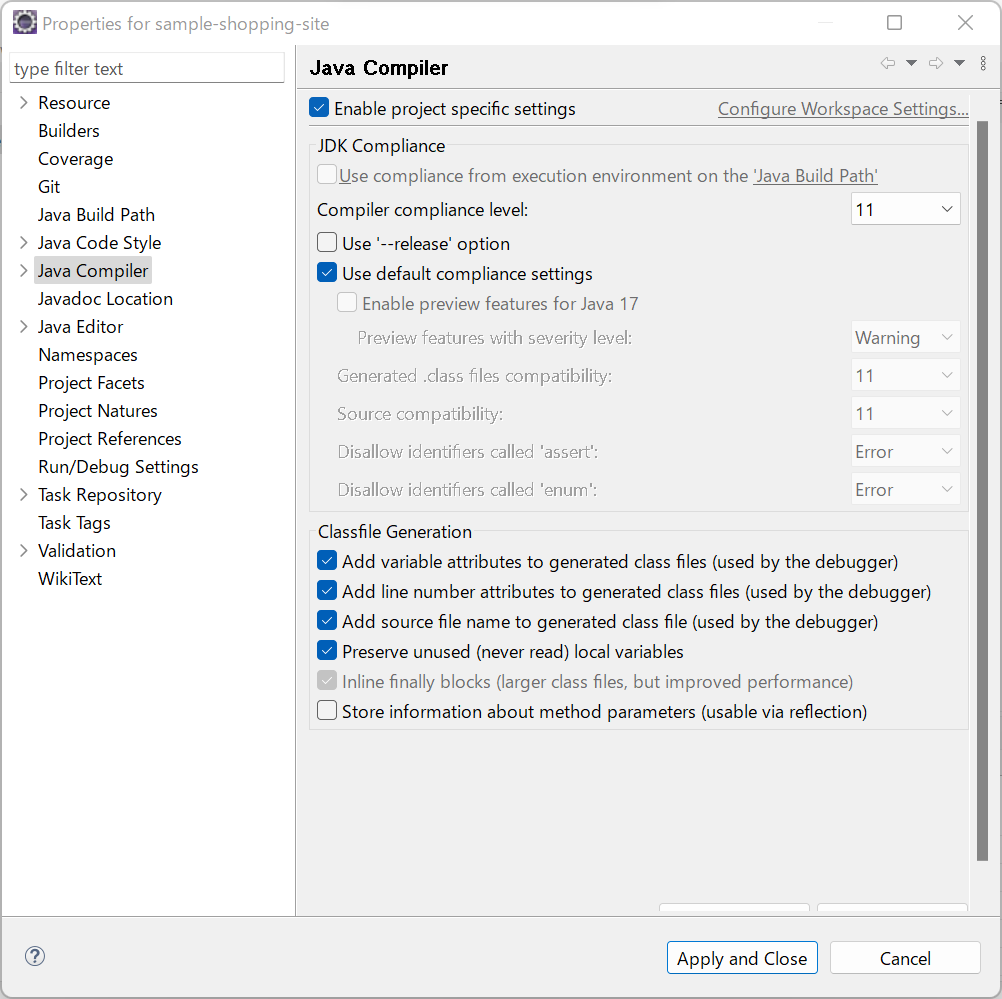 Properties for sample-shopping-site
type filter text
Resource
Builders
Coverage
Git
Java Build Path
Java Code Style
Java Compiler
Javadoc Location
Java Editor
Namespaces
Project Facets
Project Natures
Project References
Run/Debug Settings
Task Repository
Task Tags
Validation
WikiText
Java Compiler
Enable project specific settings Configure Workspace Settings...
JDK Compliance
Use compliance from execution environment on the 'Java Build Path'
Compiler compliance level: 11
Use '--release' option
Use default compliance settings
Enable preview features for Java 17
Preview features with severity level: Warning
Generated .class files compatibility: 11
Source compatibility: 11
Disallow identifiers called 'assert': Error
Disallow identifiers called 'enum': Error
Classfile Generation
Add variable attributes to generated class files (used by the debugger)
Add line number attributes to generated class files (used by the debugger)
Add source file name to generated class file (used by the debugger)
Preserve unused (never read) local variables
Inline finally blocks (larger class files, but improved performance)
Store information about method parameters (usable via reflection)
? Apply and Close Cancel